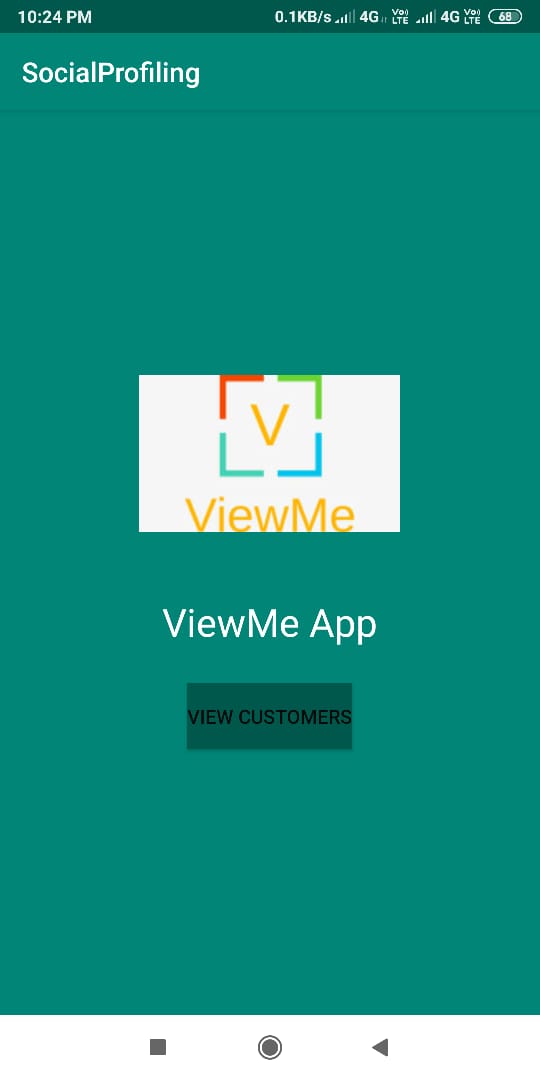 10:24 PM 0.1KB/s 4G Vo) LTE 4G Vo) LTE 68
SocialProfiling
V
ViewMe
ViewMe App
VIEW CUSTOMERS